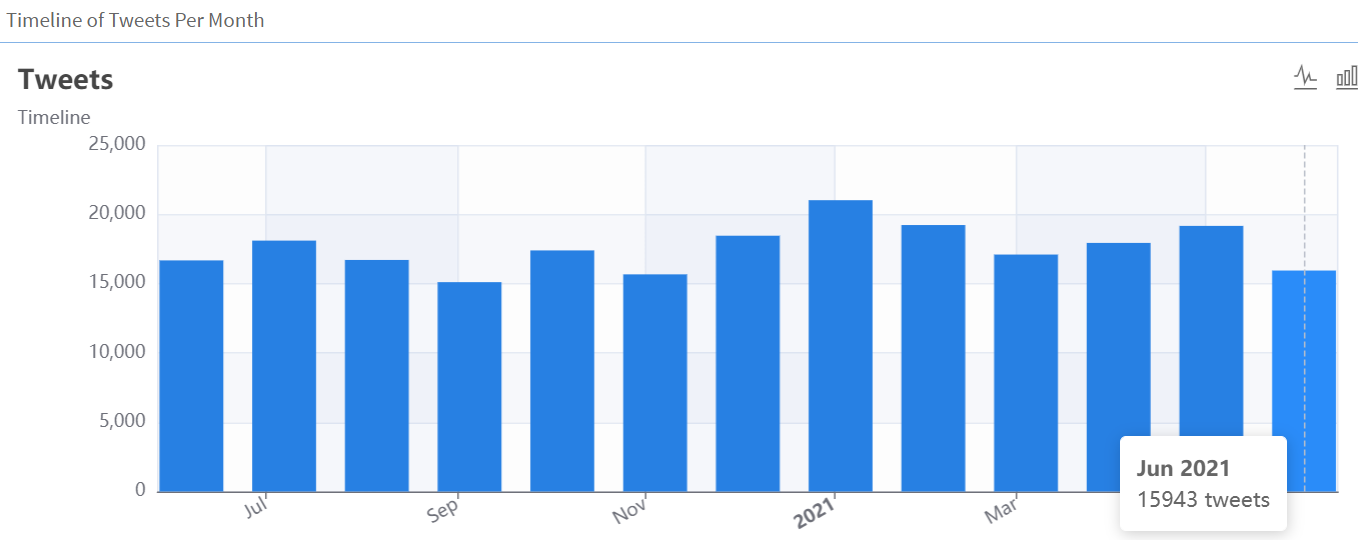 Timeline of Tweets Per Month
Tweets
Timeline
25,000
20,000
15,000
10,000
5,000
0
Jul
Sep
Nov
2021
Mar
Jun 2021
15943 tweets